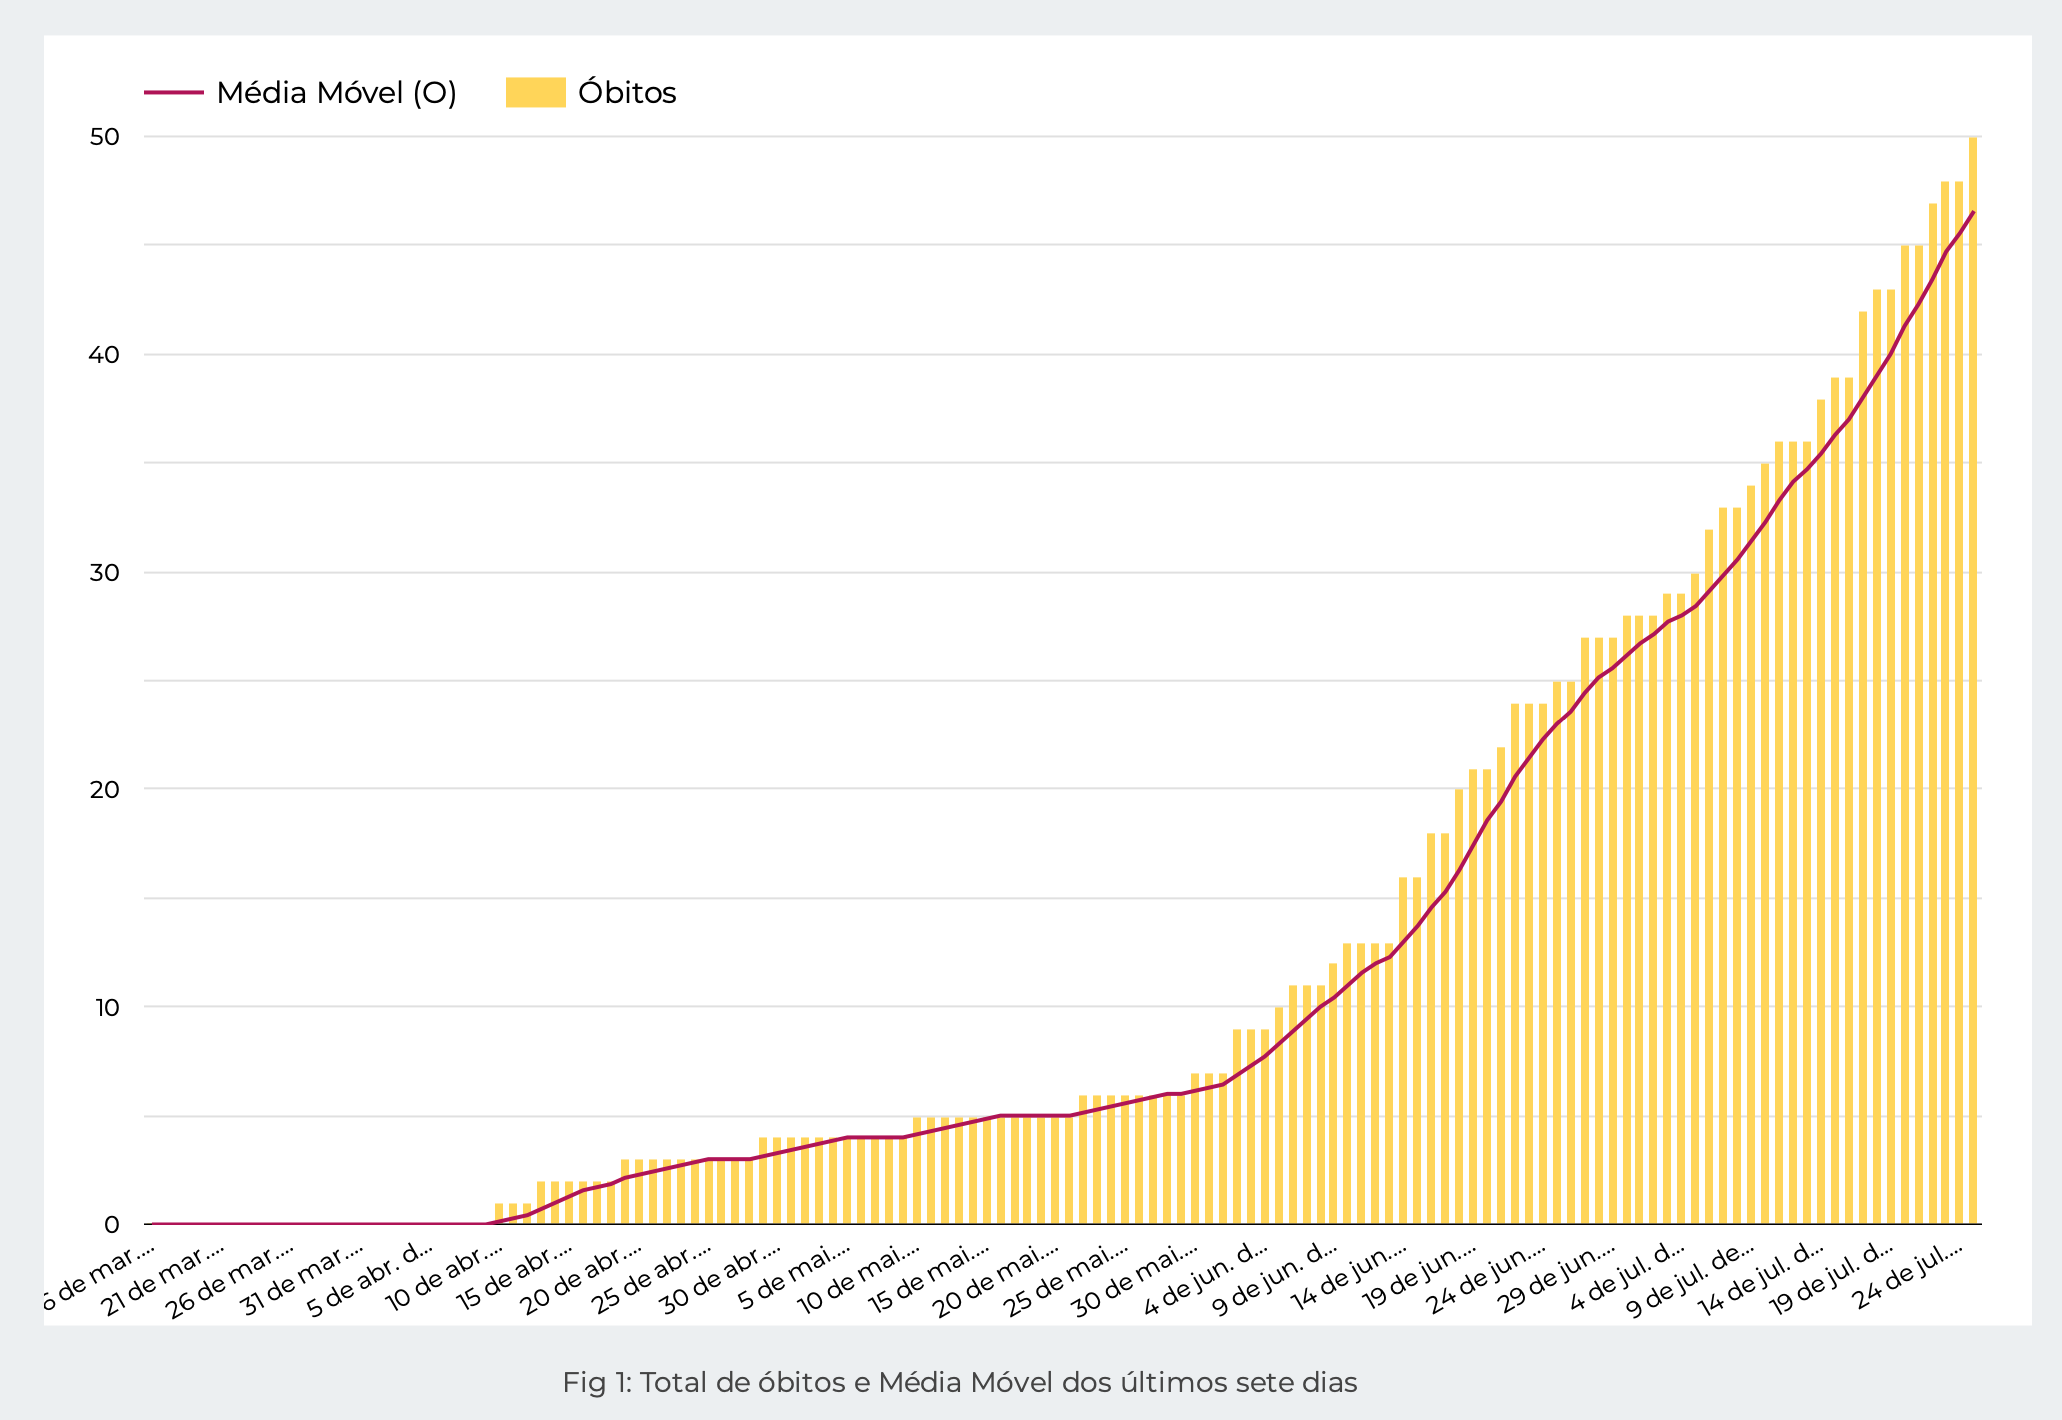 Média Móvel (O) Óbitos
50
40
30
20
10
0
6 de mar....
21 de mar....
26 de mar....
31 de mar....
5 de abr. d...
10 de abr....
15 de abr....
20 de abr....
25 de abr....
30 de abr....
5 de mai....
10 de mai....
15 de mai....
20 de mai....
25 de mai....
30 de mai....
4 de jun. d...
9 de jun. d...
14 de jun....
19 de jun....
24 de jun....
29 de jun....
4 de jul. d...
9 de jul. de...
14 de jul. d...
19 de jul. d...
24 de jul....
Fig 1: Total de óbitos e Média Móvel dos últimos sete dias